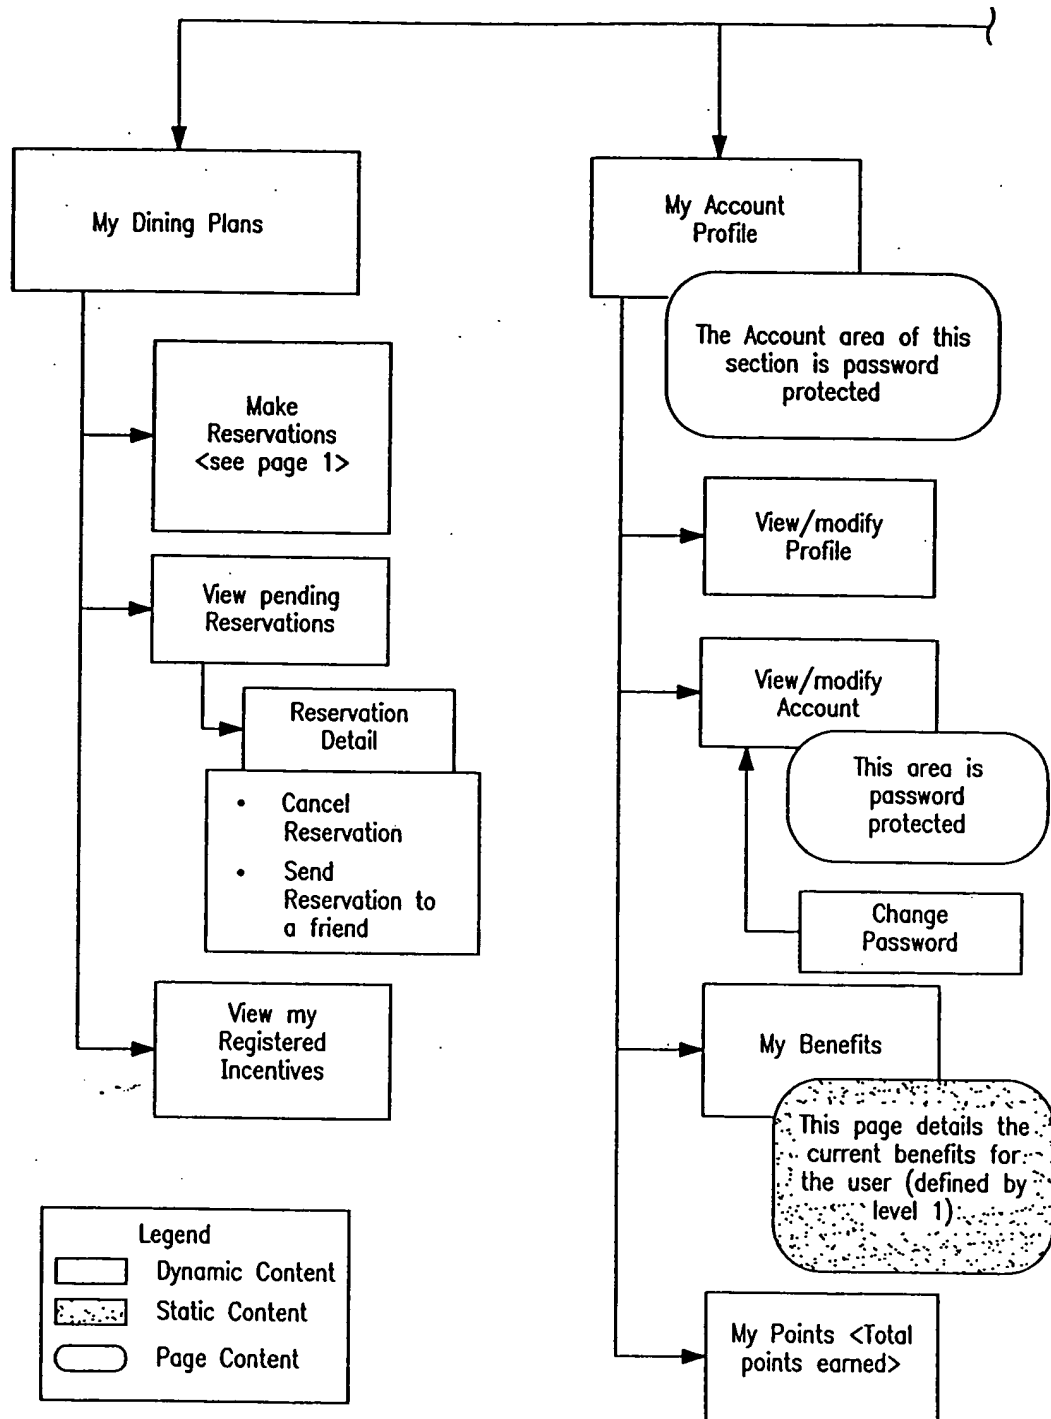 My Dining Plans
Make
Reservations
<see page 1>
View pending
Reservations
Reservation
Detail
• Cancel
Reservation
• Send
Reservation to
a friend
View my
Registered
Incentives
My Account
Profile
The Account area of this
section is password
protected
View/modify
Profile
View/modify
Account
This area is
password
protected
Change
Password
My Benefits
This page details the
current benefits for
the user (defined by
level 1)
My Points <Total
points earned>
Legend
Dynamic Content
Static Content
Page Content